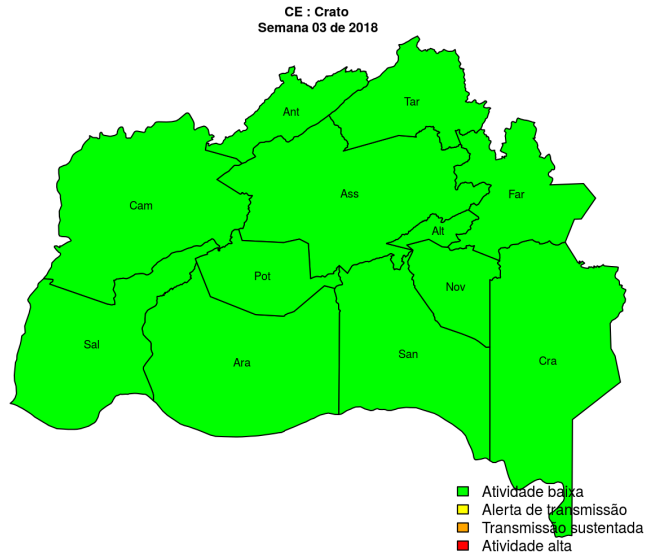 CE : Crato
Semana 03 de 2018
Tar
Ant
Ass
Far
Cam
Alt
Pot
Nov
Sal
San
Ara
Cra
Atividade baixa
Alerta de transmissão
Transmissão sustentada
Atividade alta